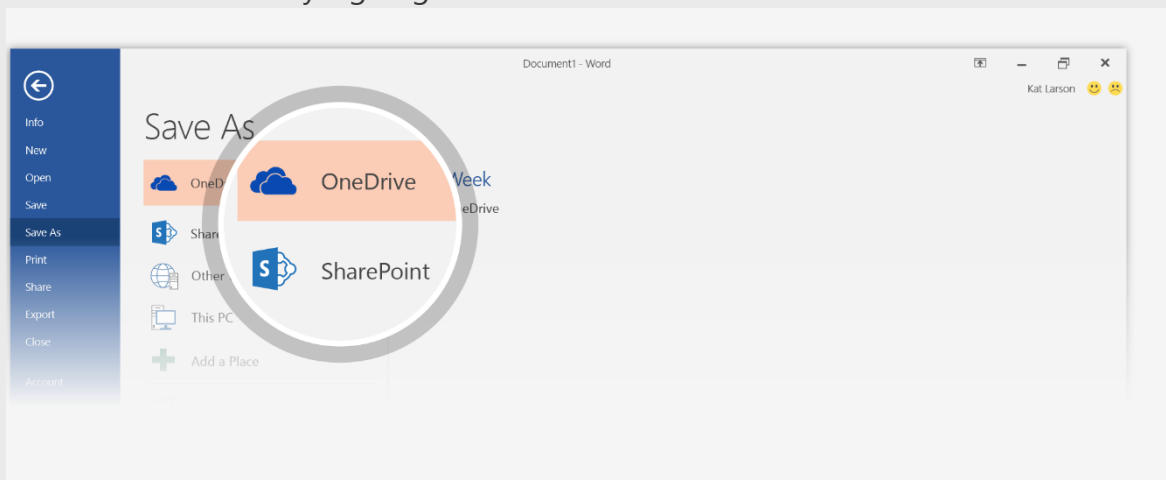 Document1 - Word
Kat Larson
Info
New
Open
Save
Save As
Print
Share
Export
Close
Account
Save As
OneD
Share
Other
This PC
Add a Place
OneDrive
SharePoint
Week
eDrive